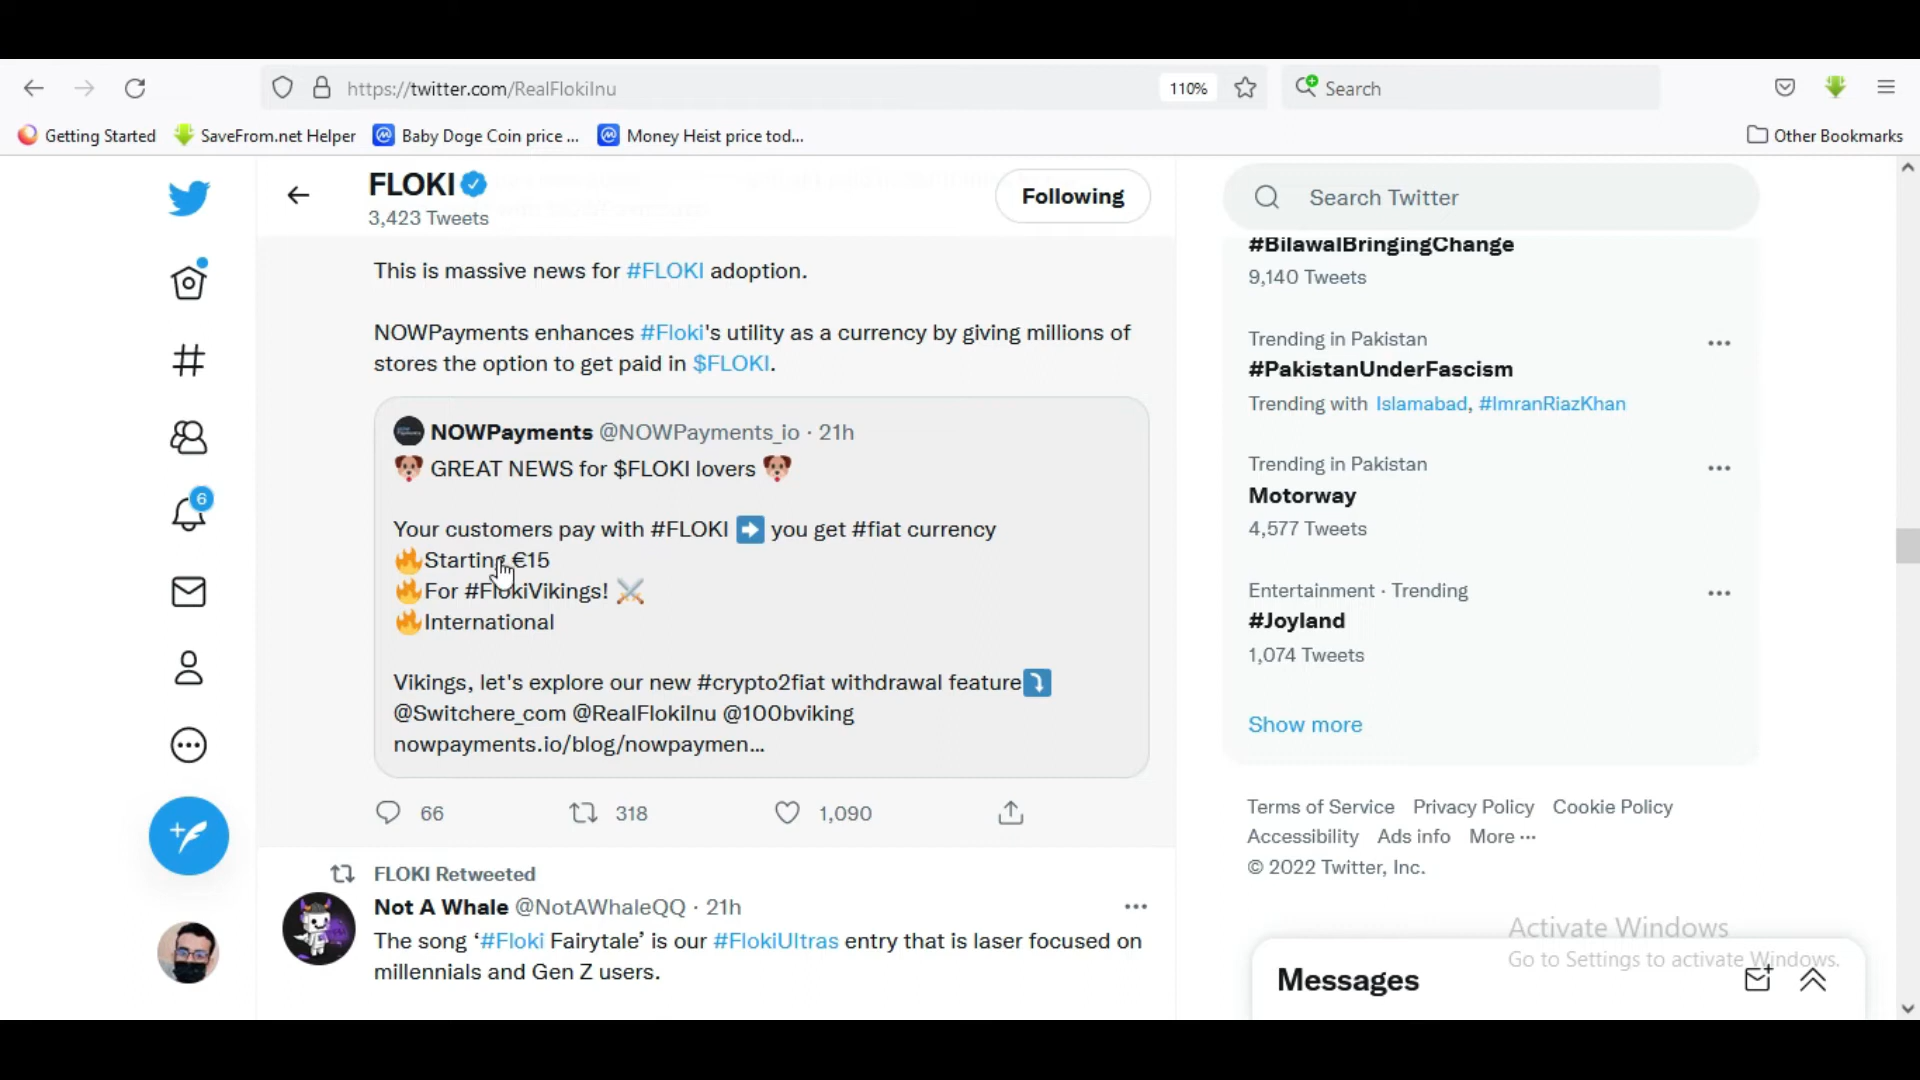 https://twitter.com/RealFlokiInu
110%
Search
Getting Started
SaveFrom.net Helper
Baby Doge Coin price ...
Money Heist price tod...
Other Bookmarks
FLOKI
3,423 Tweets
Following
This is massive news for #FLOKI adoption.
NOWPayments enhances #Floki's utility as a currency by giving millions of
stores the option to get paid in $FLOKI.
NOWPayments @NOWPayments_io · 21h
GREAT NEWS for $FLOKI lovers
Your customers pay with #FLOKI ➡️ you get #fiat currency
🔥Starting €15
🔥For #FlokiVikings! ⚔️
🔥International
Vikings, let's explore our new #crypto2fiat withdrawal feature⤵️
@Switchere_com @RealFlokiInu @100bviking
nowpayments.io/blog/nowpaymen...
66
318
1,090
FLOKI Retweeted
Not A Whale @NotAWhaleQQ · 21h
The song ‘#Floki Fairytale’ is our #FlokiUltras entry that is laser focused on
millennials and Gen Z users.
6
Search Twitter
#BilawalBringingChange
9,140 Tweets
Trending in Pakistan
#PakistanUnderFascism
Trending with Islamabad, #ImranRiazKhan
Trending in Pakistan
Motorway
4,577 Tweets
Entertainment · Trending
#Joyland
1,074 Tweets
Show more
Terms of Service Privacy Policy Cookie Policy
Accessibility Ads info More ···
© 2022 Twitter, Inc.
Activate Windows
Go to Settings to activate Windows.
Messages